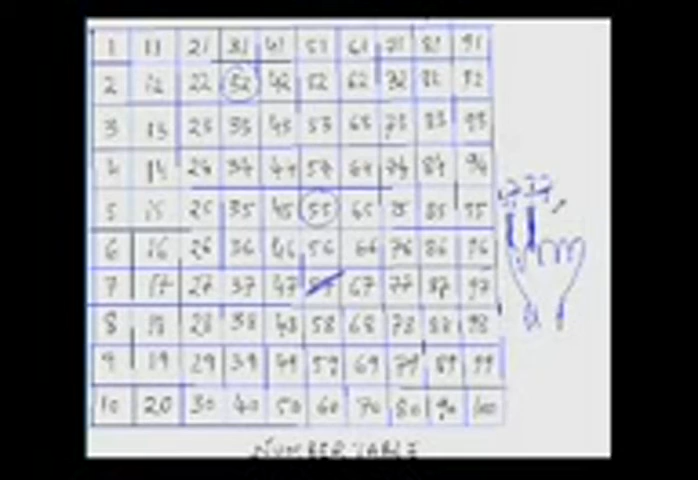 1 11 21 31 41 51 61 71 81 91
2 12 22 32 42 52 62 72 82 92
3 13 23 33 43 53 63 73 83 93
4 14 24 34 44 54 64 74 84 94
5 15 25 35 45 55 65 75 85 95
6 16 26 36 46 56 66 76 86 96
7 17 27 37 47 67 77 87 97
8 18 28 38 48 58 68 78 88 98
9 19 29 39 49 59 69 79 89 99
10 20 30 40 50 60 70 80 90 100
NUMBER TABLE